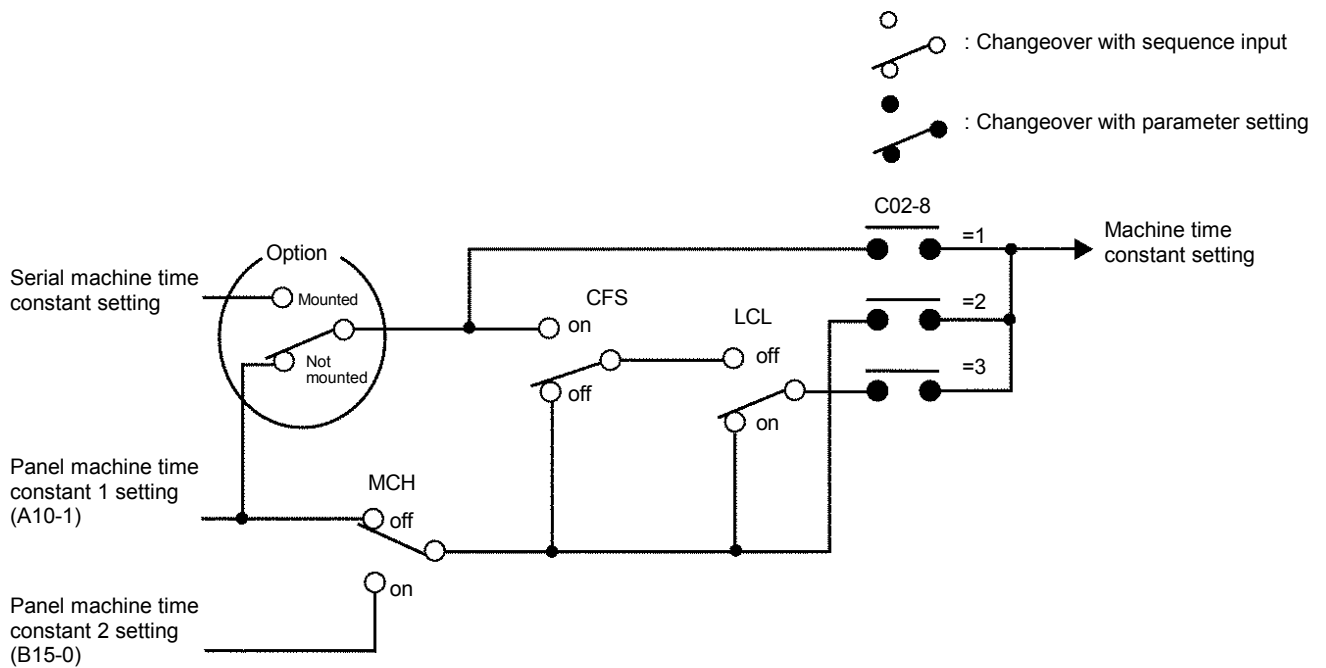 : Changeover with sequence input
: Changeover with parameter setting
C02-8
=1
Machine time
constant setting
Option
Serial machine time
constant setting
Mounted
CFS
on
=2
LCL
off
Not
mounted
off
=3
on
Panel machine time
constant 1 setting
(A10-1)
MCH
off
on
Panel machine time
constant 2 setting
(B15-0)